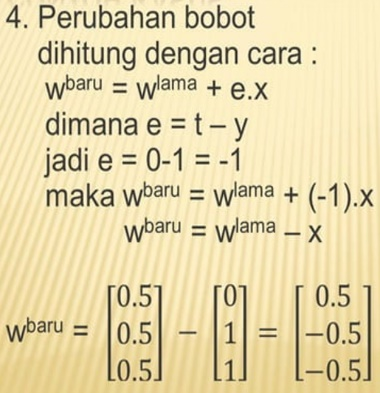 4. Perubahan bobot
dihitung dengan cara :
w^baru = w^lama + e.x
dimana e = t – y
jadi e = 0-1 = -1
maka w^baru = w^lama + (-1).x
w^baru = w^lama – x
w^baru = [0.5 0.5 0.5] − [0 1 1] = [0.5 −0.5 −0.5]